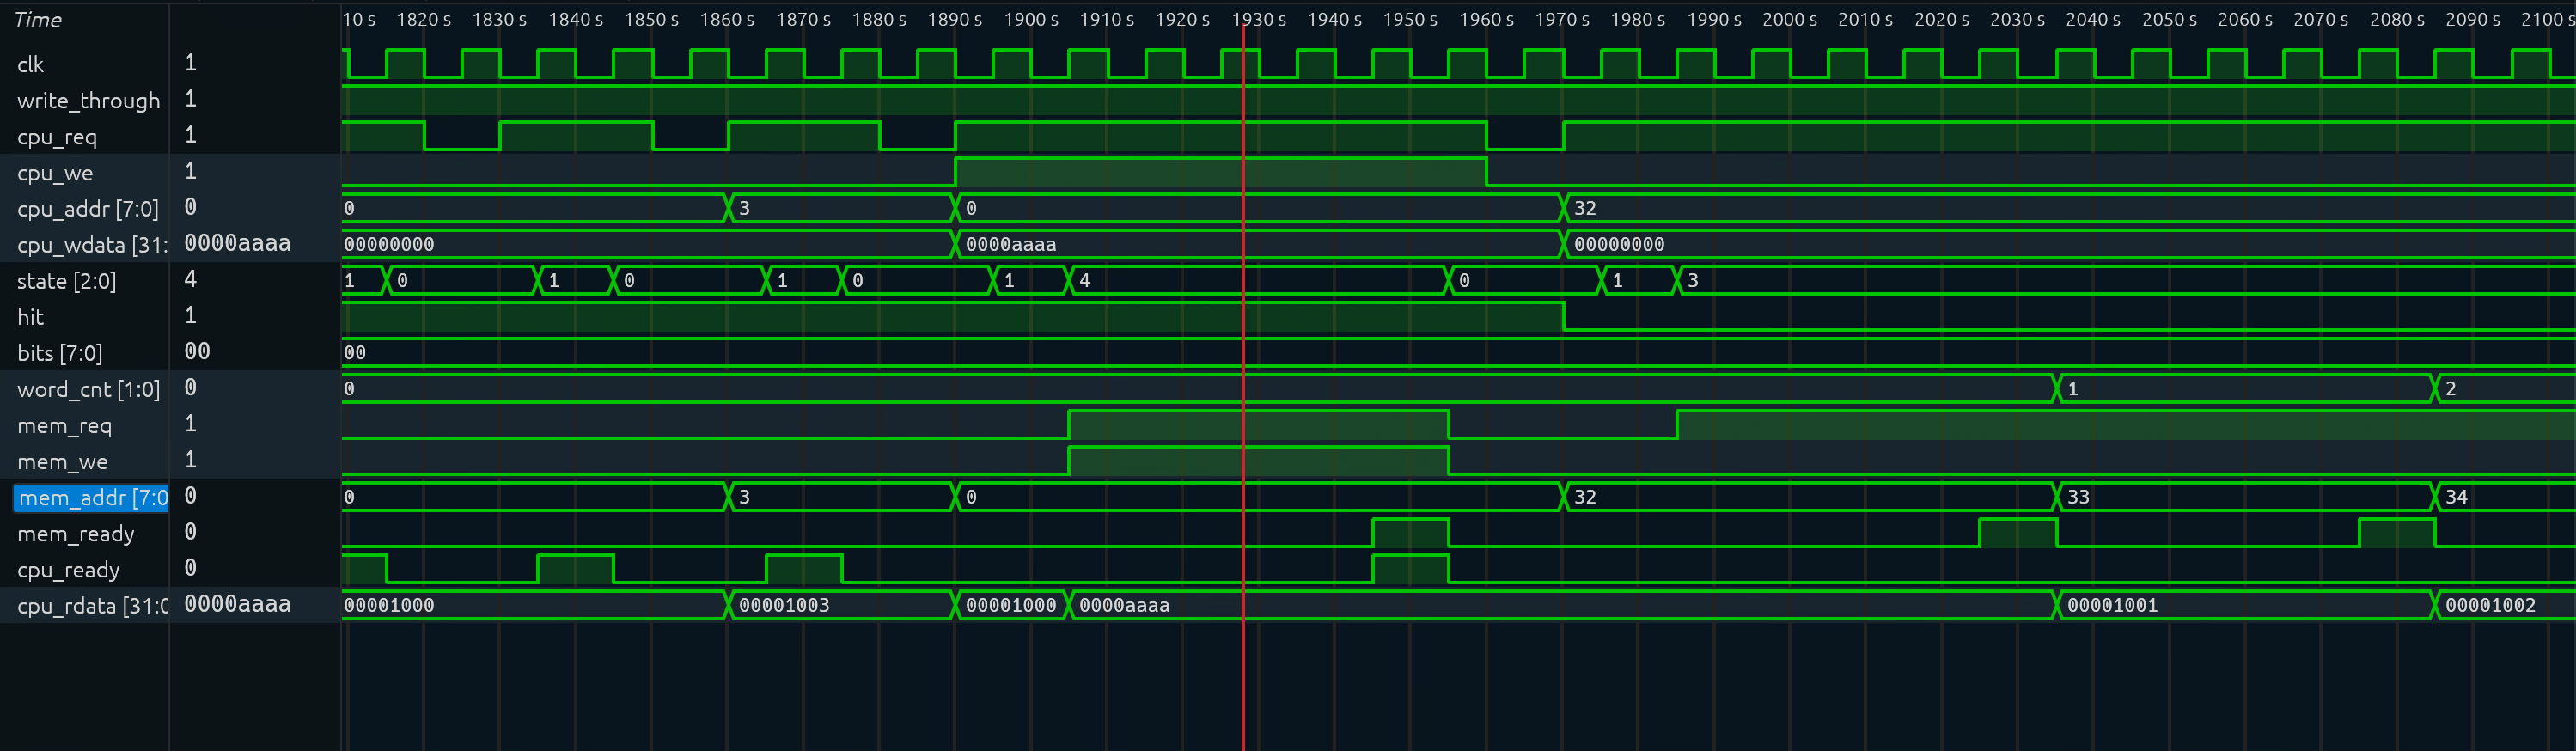 Time 10 s 1820 s 1830 s 1840 s 1850 s 1860 s 1870 s 1880 s 1890 s 1900 s 1910 s 1920 s 1930 s 1940 s 1950 s 1960 s 1970 s 1980 s 1990 s 2000 s 2010 s 2020 s 2030 s 2040 s 2050 s 2060 s 2070 s 2080 s 2090 s 2100 s
clk 1
write_through 1
cpu_req 1
cpu_we 1
cpu_addr [7:0] 0 0 3 0 32
cpu_wdata [31: 0000aaaa 00000000 0000aaaa 00000000
state [2:0] 4 1 0 1 0 1 0 1 4 0 1 3
hit 1
bits [7:0] 00 00
word_cnt [1:0] 0 0 1 2
mem_req 1
mem_we 1
mem_addr [7:0 0 0 3 0 32 33 34
mem_ready 0
cpu_ready 0
cpu_rdata [31:0 0000aaaa 00001000 00001003 00001000 0000aaaa 00001001 00001002